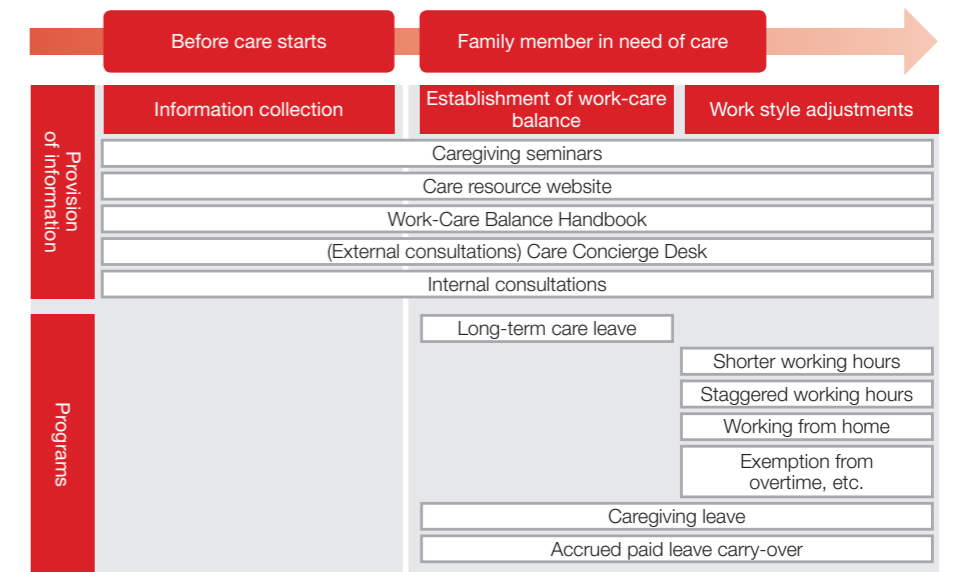 Before care starts
Family member in need of care
Information collection
Establishment of work-care
balance
Work style adjustments
Provision
of information
Caregiving seminars
Care resource website
Work-Care Balance Handbook
(External consultations) Care Concierge Desk
Internal consultations
Programs
Long-term care leave
Shorter working hours
Staggered working hours
Working from home
Exemption from
overtime, etc.
Caregiving leave
Accrued paid leave carry-over